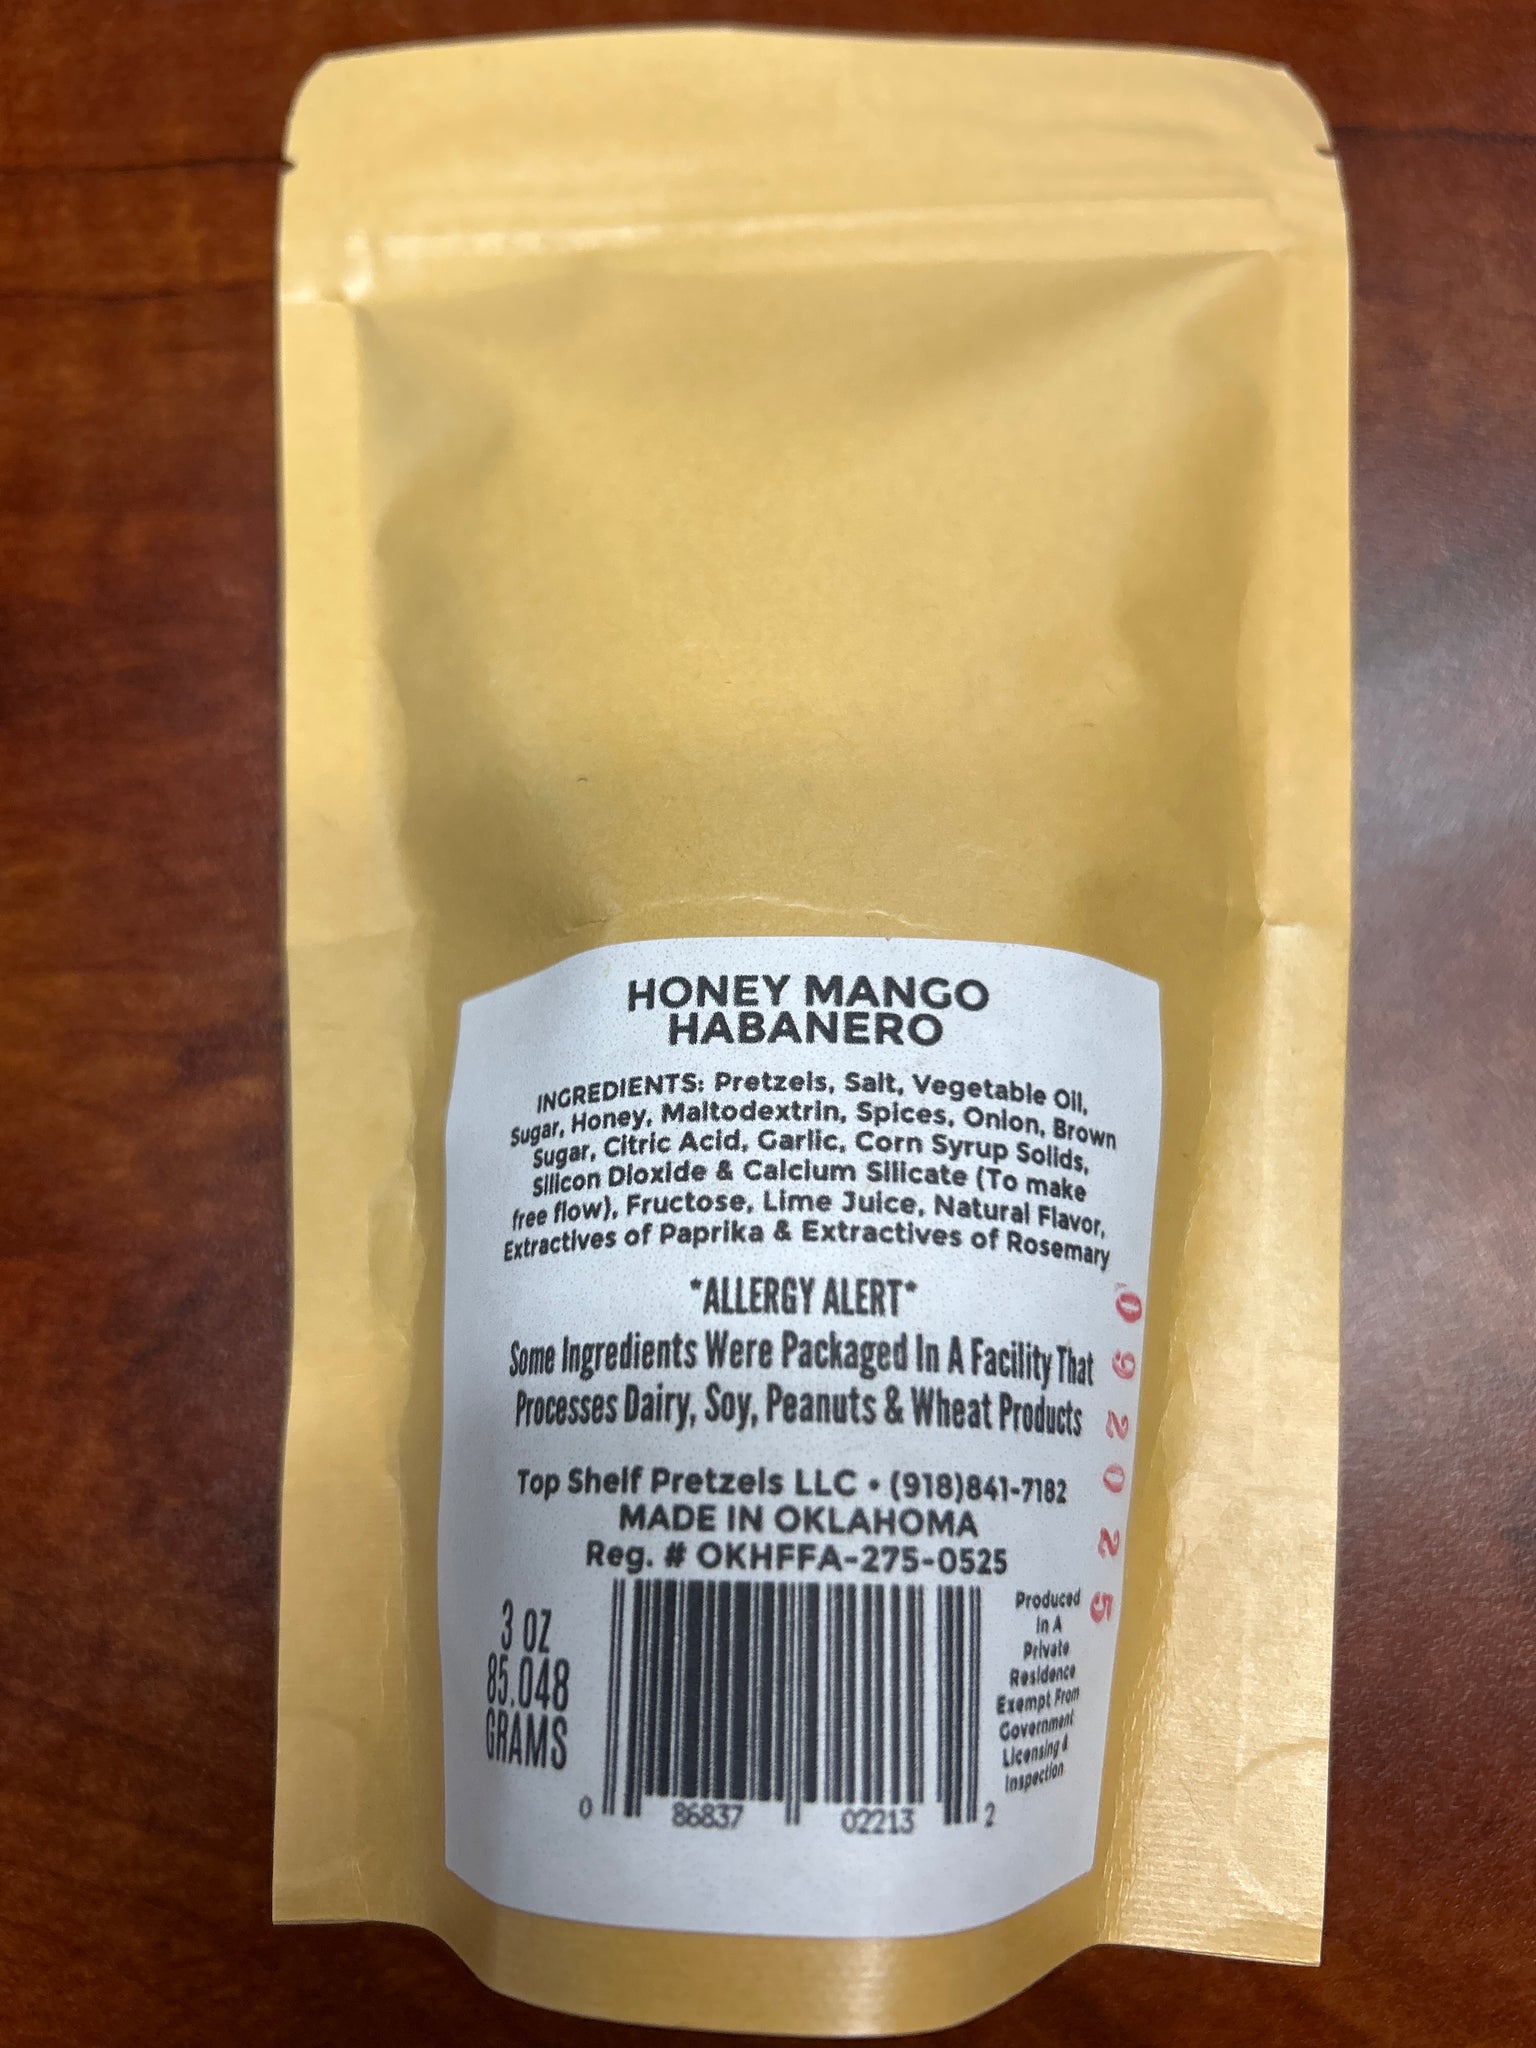 HONEY MANGO
HABANERO
INGREDIENTS: Pretzels, Salt, Vegetable Oil,
Sugar, Honey, Maltodextrin, Spices, Onion, Brown
Sugar, Citric Acid, Garlic, Corn Syrup Solids,
Silicon Dioxide & Calcium Silicate (To make
free flow), Fructose, Lime Juice, Natural Flavor,
Extractives of Paprika & Extractives of Rosemary
*ALLERGY ALERT*
Some Ingredients Were Packaged In A Facility That
Processes Dairy, Soy, Peanuts & Wheat Products
Top Shelf Pretzels LLC • (918)841-7182
MADE IN OKLAHOMA
Reg. # OKHFFA-275-0525
3 OZ
85.048
GRAMS
0 86837 02213 2
Produced
In A
Private
Residence
Exempt From
Government
Licensing &
Inspection
092025